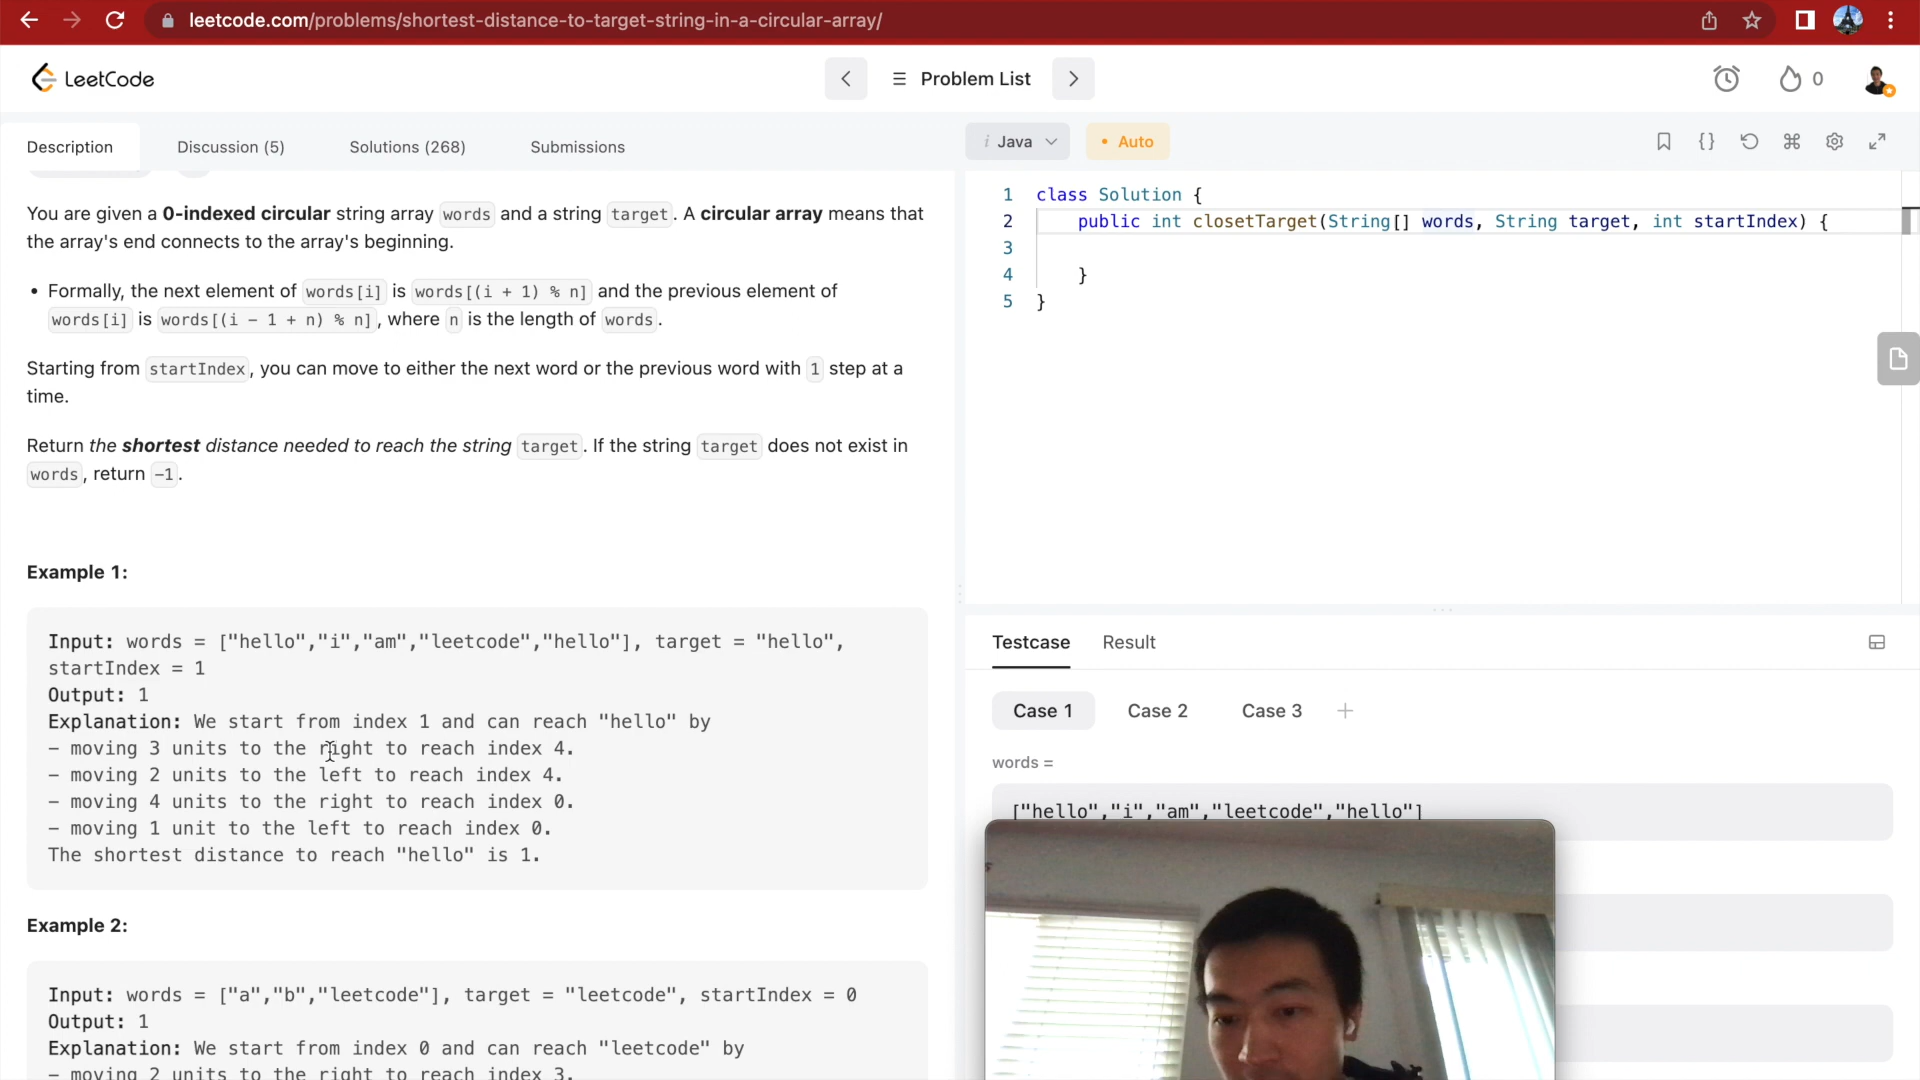 leetcode.com/problems/shortest-distance-to-target-string-in-a-circular-array/
LeetCode
Problem List
0
Description
Discussion (5)
Solutions (268)
Submissions
You are given a 0-indexed circular string array words and a string target. A circular array means that
the array's end connects to the array's beginning.
• Formally, the next element of words[i] is words[(i + 1) % n] and the previous element of
words[i] is words[(i - 1 + n) % n], where n is the length of words.
Starting from startIndex, you can move to either the next word or the previous word with 1 step at a
time.
Return the shortest distance needed to reach the string target. If the string target does not exist in
words, return -1.
Example 1:
Input: words = ["hello","i","am","leetcode","hello"], target = "hello",
startIndex = 1
Output: 1
Explanation: We start from index 1 and can reach "hello" by
- moving 3 units to the right to reach index 4.
- moving 2 units to the left to reach index 4.
- moving 4 units to the right to reach index 0.
- moving 1 unit to the left to reach index 0.
The shortest distance to reach "hello" is 1.
Example 2:
Input: words = ["a","b","leetcode"], target = "leetcode", startIndex = 0
Output: 1
Explanation: We start from index 0 and can reach "leetcode" by
- moving 2 units to the right to reach index 3.
i Java
• Auto
{}
1 class Solution {
2 public int closetTarget(String[] words, String target, int startIndex) {
3
4 }
5 }
Testcase
Result
Case 1
Case 2
Case 3
+
words =
["hello","i","am","leetcode","hello"]